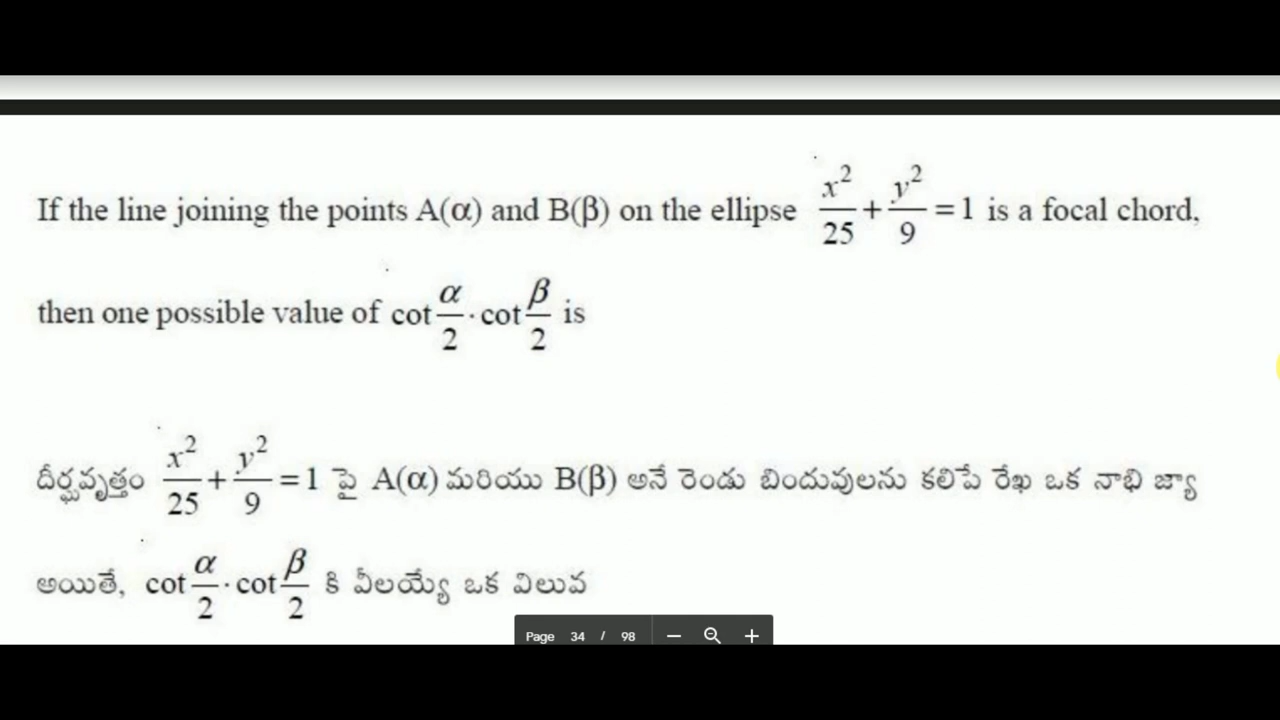 If the line joining the points A(α) and B(β) on the ellipse x²/25 + y²/9 = 1 is a focal chord,
then one possible value of cot α/2 · cot β/2 is
దీర్ఘవృత్తం x²/25 + y²/9 = 1 పై A(α) మరియు B(β) అనే రెండు బిందువులను కలిపే రేఖ ఒక నాభి జ్యా
అయితే, cot α/2 · cot β/2 కి వీలయ్యే ఒక విలువ
Page 34 / 98 − +